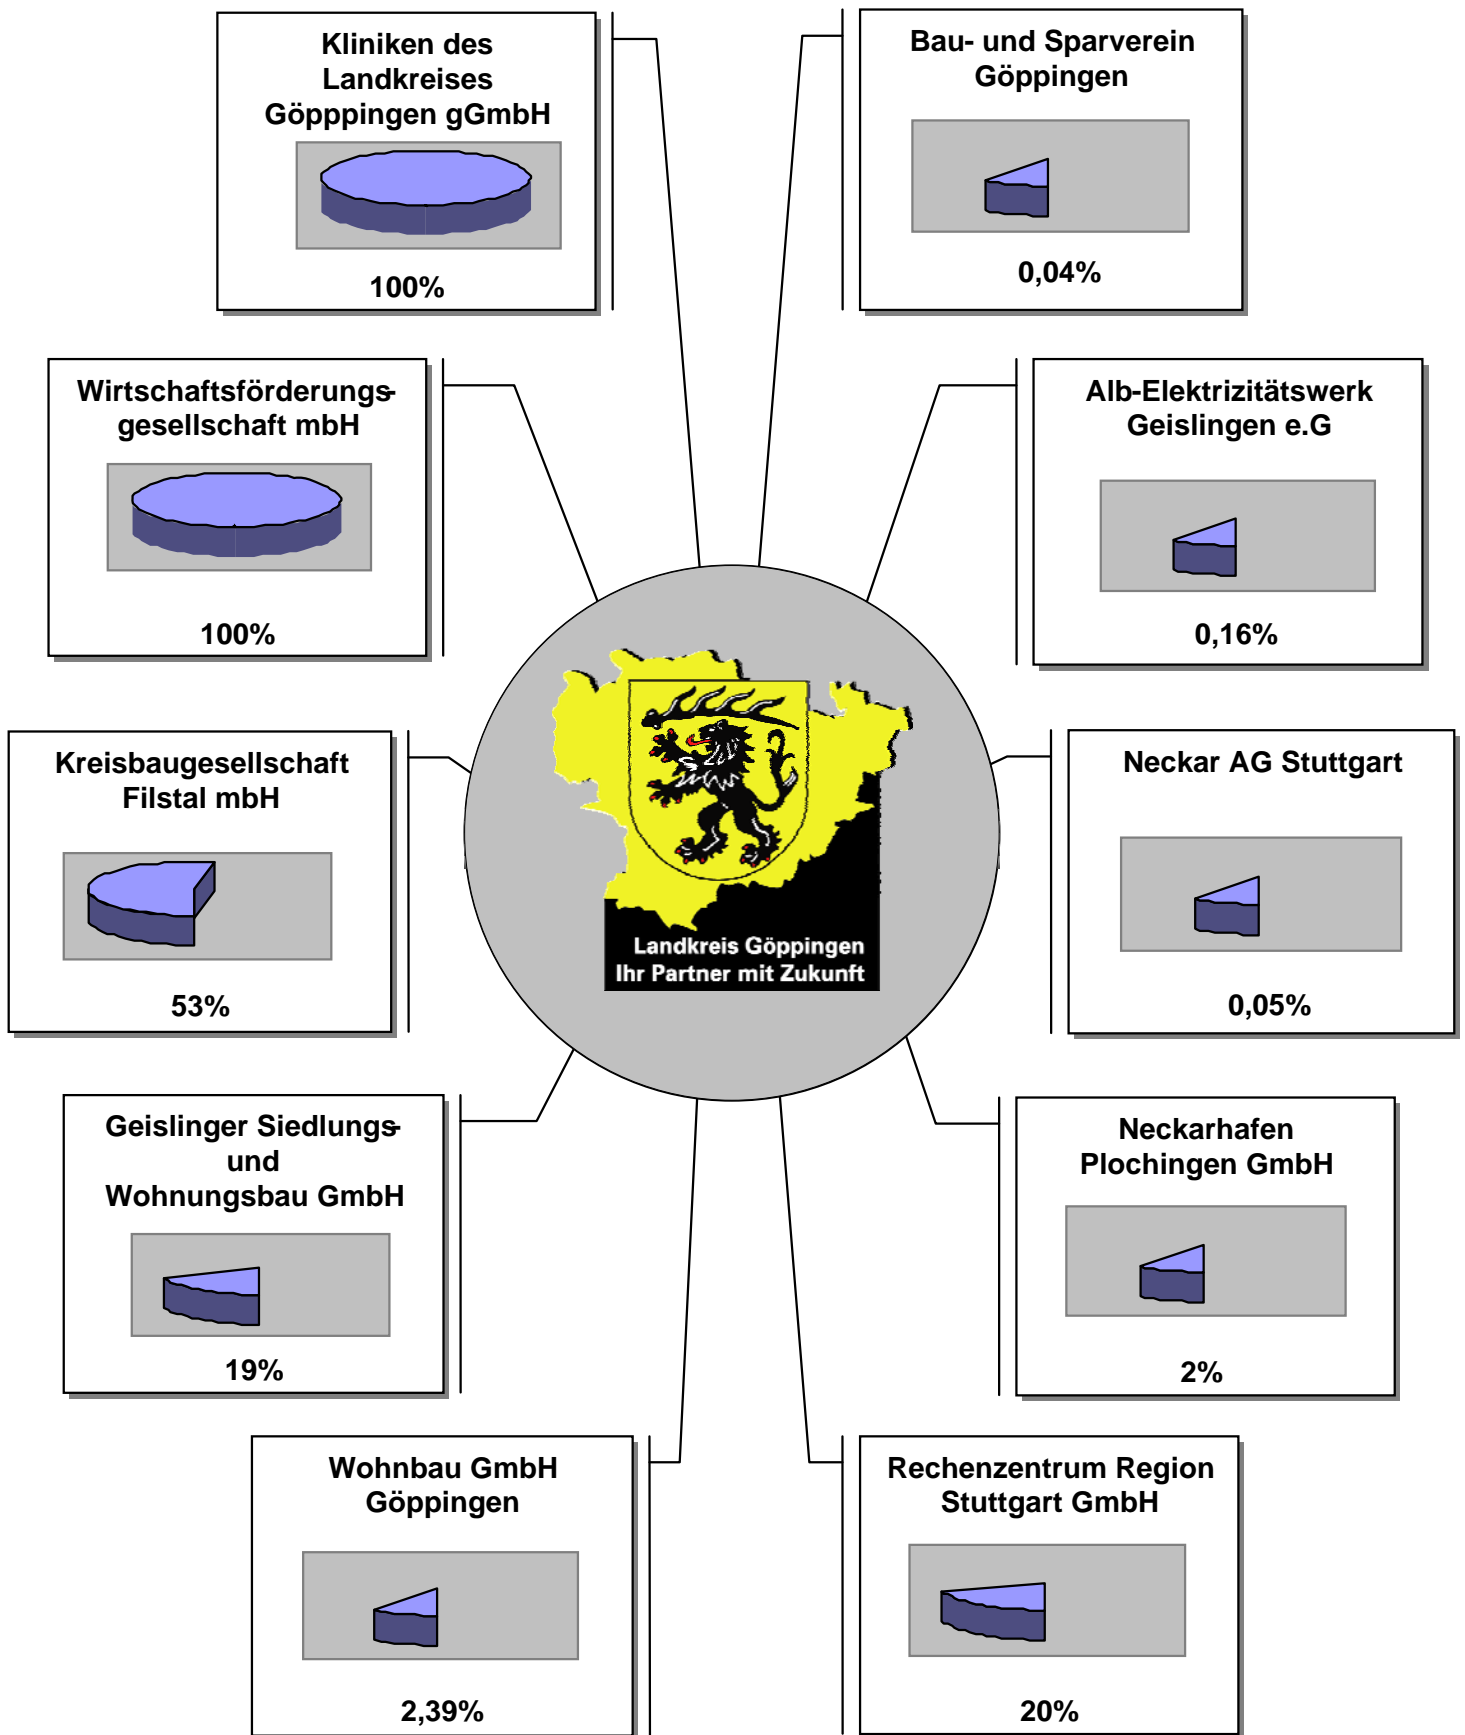 Kliniken des
Landkreises
Göpppingen gGmbH
100%
Bau- und Sparverein
Göppingen
0,04%
Wirtschaftsförderungs-
gesellschaft mbH
100%
Alb-Elektrizitätswerk
Geislingen e.G
0,16%
Kreisbaugesellschaft
Filstal mbH
53%
Landkreis Göppingen
Ihr Partner mit Zukunft
Neckar AG Stuttgart
0,05%
Geislinger Siedlungs-
und
Wohnungsbau GmbH
19%
Neckarhafen
Plochingen GmbH
2%
Wohnbau GmbH
Göppingen
2,39%
Rechenzentrum Region
Stuttgart GmbH
20%